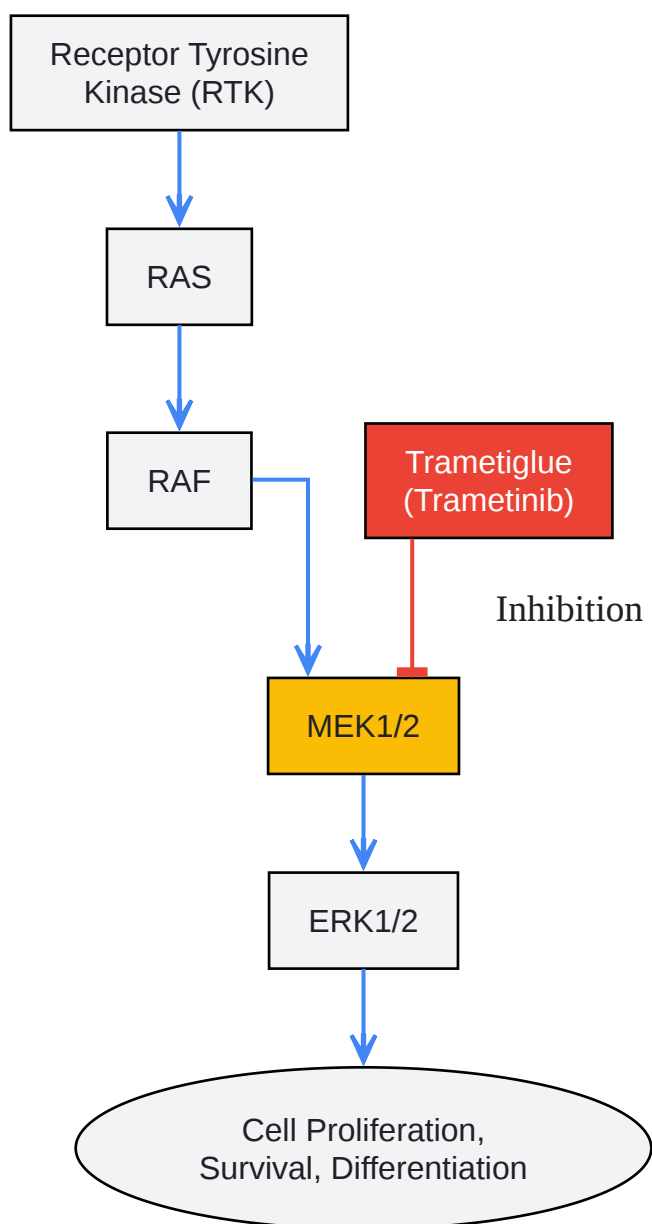 Receptor Tyrosine
Kinase (RTK)
RAS
RAF
Trametiglue
(Trametinib)
Inhibition
MEK1/2
ERK1/2
Cell Proliferation,
Survival, Differentiation